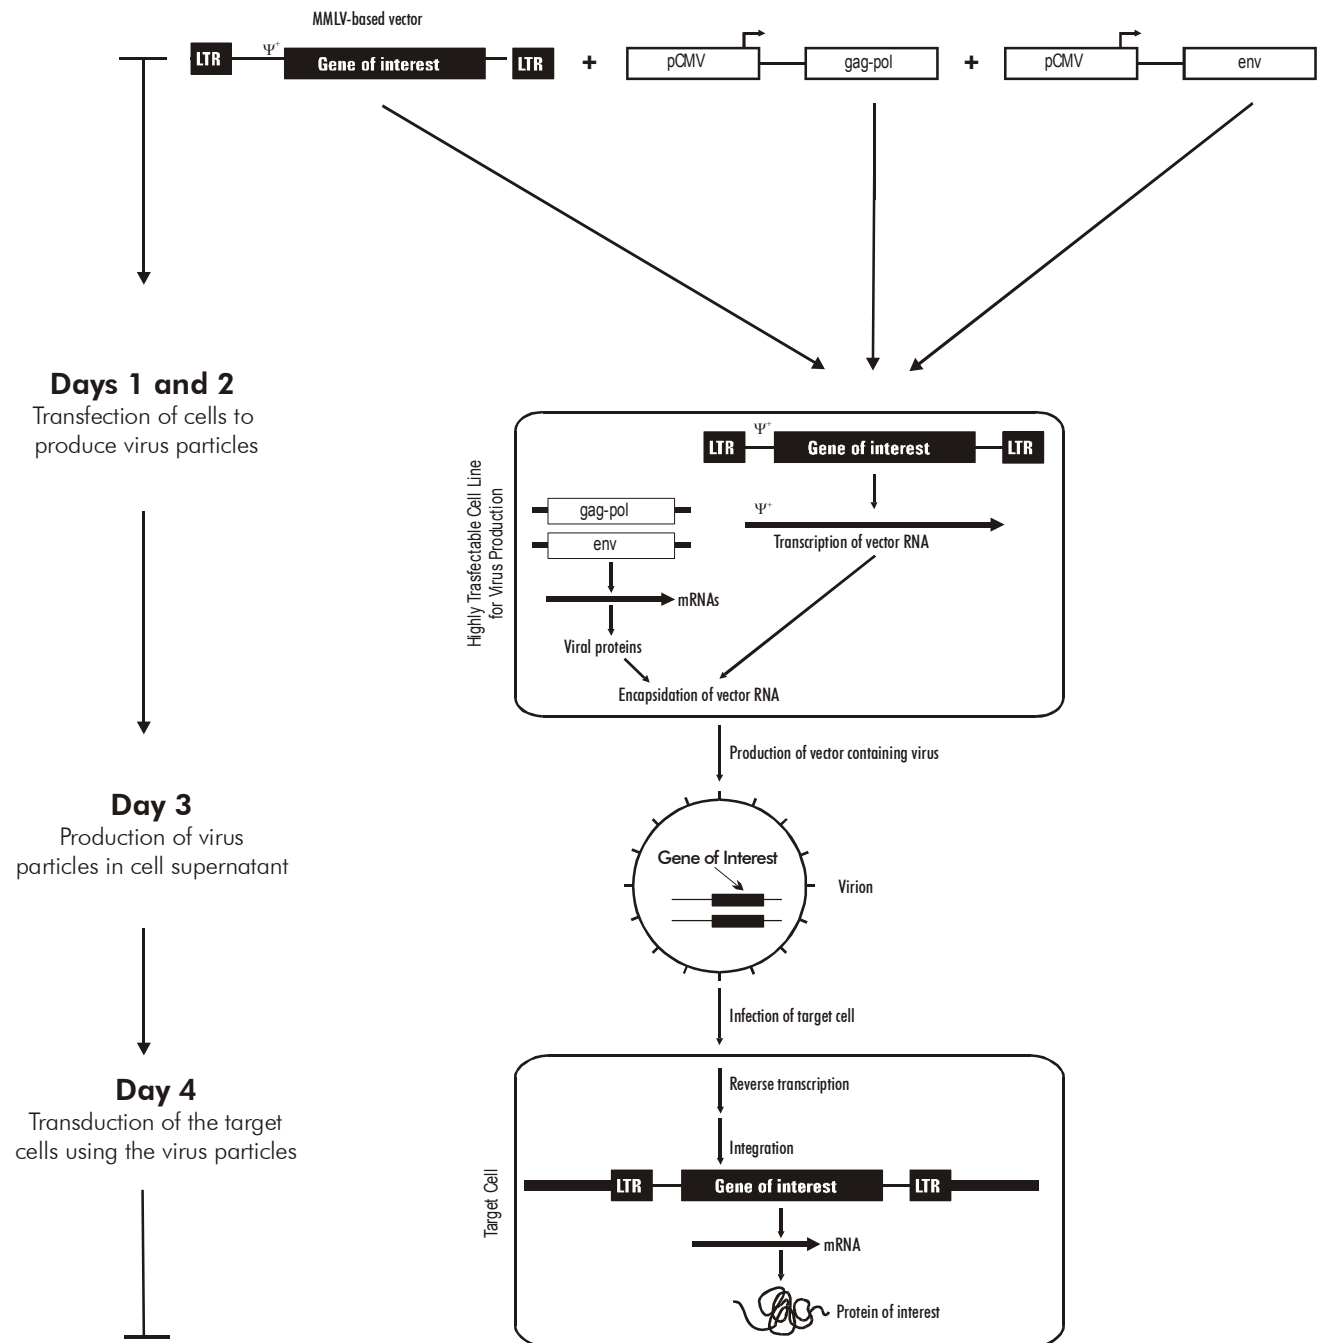 MMLV-based vector
LTR
Ψ+
Gene of interest
LTR
+
pCMV
gag-pol
+
pCMV
env
Days 1 and 2
Transfection of cells to
produce virus particles
Highly Trasfectable Cell Line
for Virus Production
LTR
Ψ+
Gene of interest
LTR
gag-pol
env
Ψ+
Transcription of vector RNA
mRNAs
Viral proteins
Encapsidation of vector RNA
Production of vector containing virus
Day 3
Production of virus
particles in cell supernatant
Gene of Interest
Virion
Infection of target cell
Day 4
Transduction of the target
cells using the virus particles
Target Cell
Reverse transcription
Integration
LTR
Gene of interest
LTR
mRNA
Protein of interest